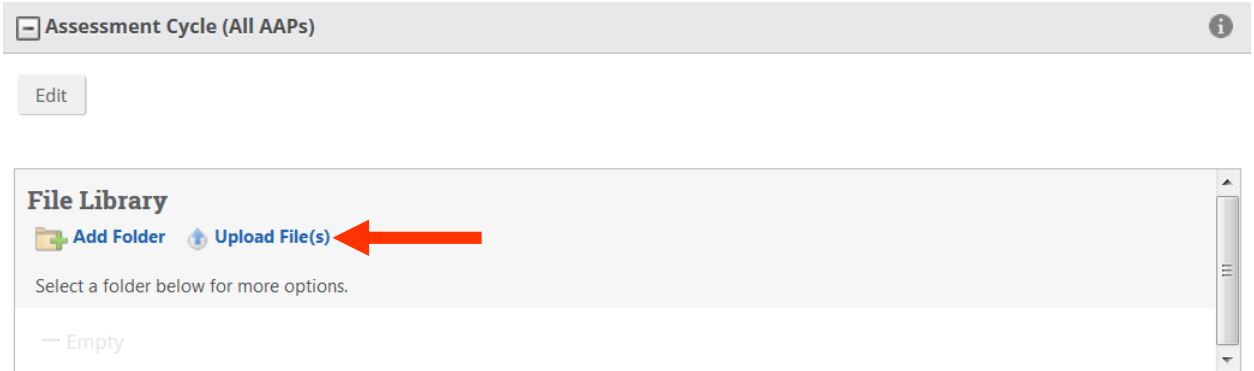 Assessment Cycle (All AAPs)
Edit
File Library
Add Folder Upload File(s)
Select a folder below for more options.
Empty